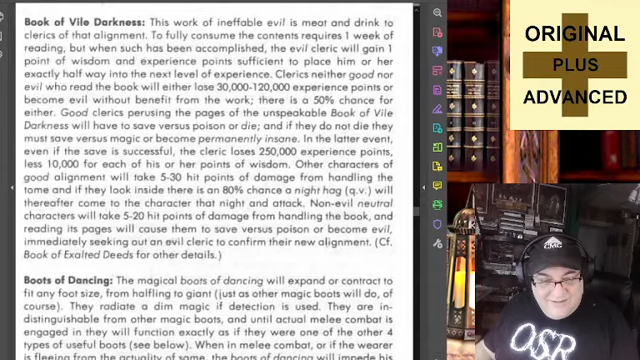 Book of Vile Darkness: This work of ineffable evil is meat and drink to
clerics of that alignment. To fully consume the contents requires 1 week of
reading, but when such has been accomplished, the evil cleric will gain 1
point of wisdom and experience points sufficient to place him or her
exactly half way into the next level of experience. Clerics neither good nor
evil who read the book will either lose 30,000-120,000 experience points or
become evil without benefit from the work; there is a 50% chance for
either. Good clerics perusing the pages of the unspeakable Book of Vile
Darkness will have to save versus poison or die; and if they do not die they
must save versus magic or become permanently insane. In the latter event,
even if the save is successful, the cleric loses 250,000 experience points,
less 10,000 for each of his or her points of wisdom. Other characters of
good alignment will take 5-30 hit points of damage from handling the
tome and if they look inside there is an 80% chance a night hag (q.v.) will
thereafter come to the character that night and attack. Non-evil neutral
characters will take 5-20 hit points of damage from handling the book, and
reading its pages will cause them to save versus poison or become evil,
immediately seeking out an evil cleric to confirm their new alignment. (Cf.
Book of Exalted Deeds for other details.)
Boots of Dancing: The magical boots of dancing will expand or contract to
fit any foot size, from halfling to giant (just as other magic boots will do, of
course). They radiate a dim magic if detection is used. They are in-
distinguishable from other magic boots, and until actual melee combat is
engaged in they will function exactly as if they were one of the other 4
types of useful boots (see below). When in melee combat, or if the wearer
is fleeing from the actuality of same, the boots of dancing will impede his
ORIGINAL
PLUS
ADVANCED
CMC
OSR